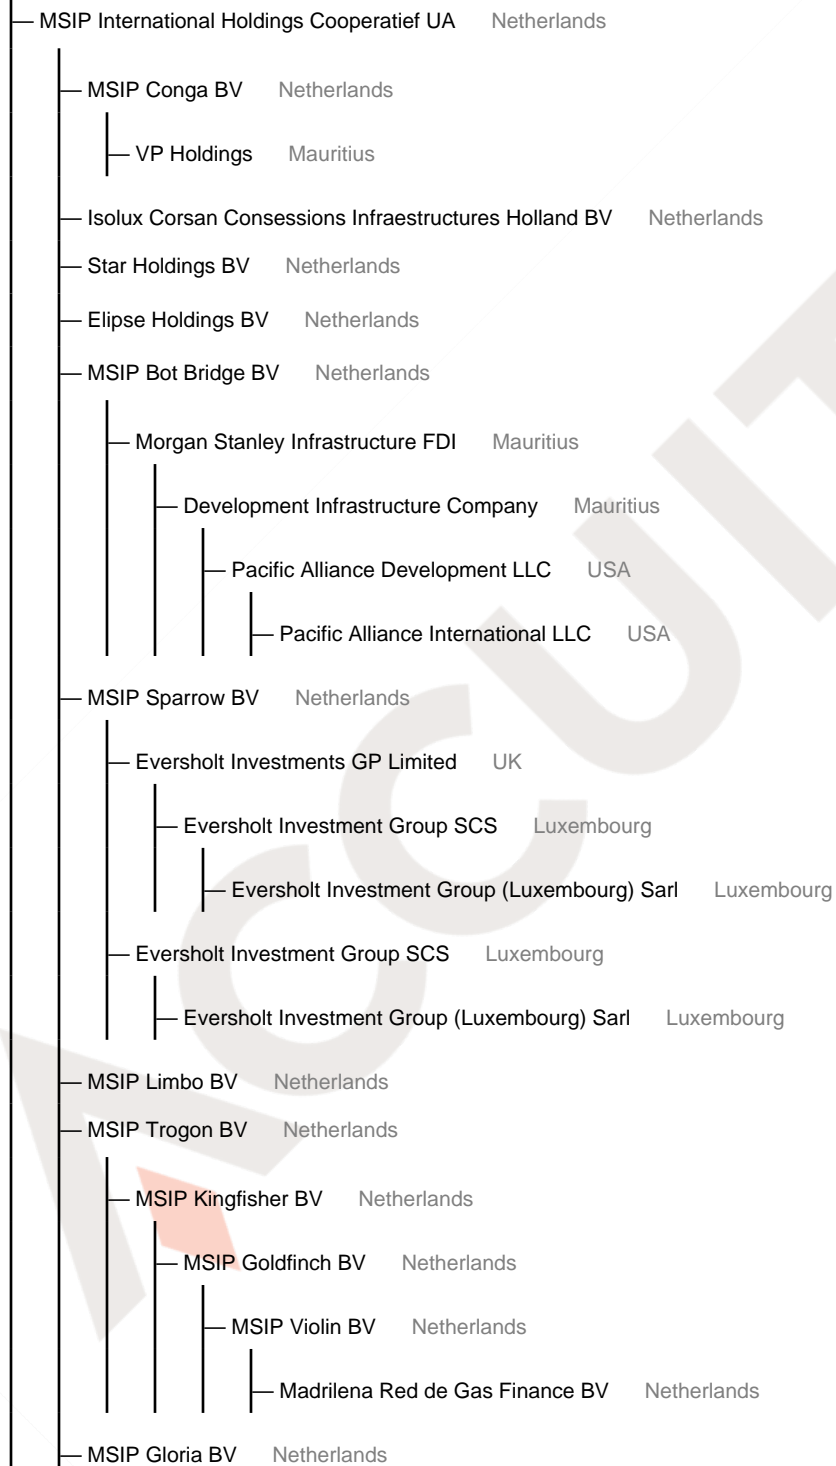 MSIP International Holdings Cooperatief UA Netherlands
MSIP Conga BV Netherlands
VP Holdings Mauritius
Isolux Corsan Consessions Infraestructures Holland BV Netherlands
Star Holdings BV Netherlands
Elipse Holdings BV Netherlands
MSIP Bot Bridge BV Netherlands
Morgan Stanley Infrastructure FDI Mauritius
Development Infrastructure Company Mauritius
Pacific Alliance Development LLC USA
Pacific Alliance International LLC USA
MSIP Sparrow BV Netherlands
Eversholt Investments GP Limited UK
Eversholt Investment Group SCS Luxembourg
Eversholt Investment Group (Luxembourg) Sarl Luxembourg
Eversholt Investment Group SCS Luxembourg
Eversholt Investment Group (Luxembourg) Sarl Luxembourg
MSIP Limbo BV Netherlands
MSIP Trogon BV Netherlands
MSIP Kingfisher BV Netherlands
MSIP Goldfinch BV Netherlands
MSIP Violin BV Netherlands
Madrilena Red de Gas Finance BV Netherlands
MSIP Gloria BV Netherlands
ACCUIT